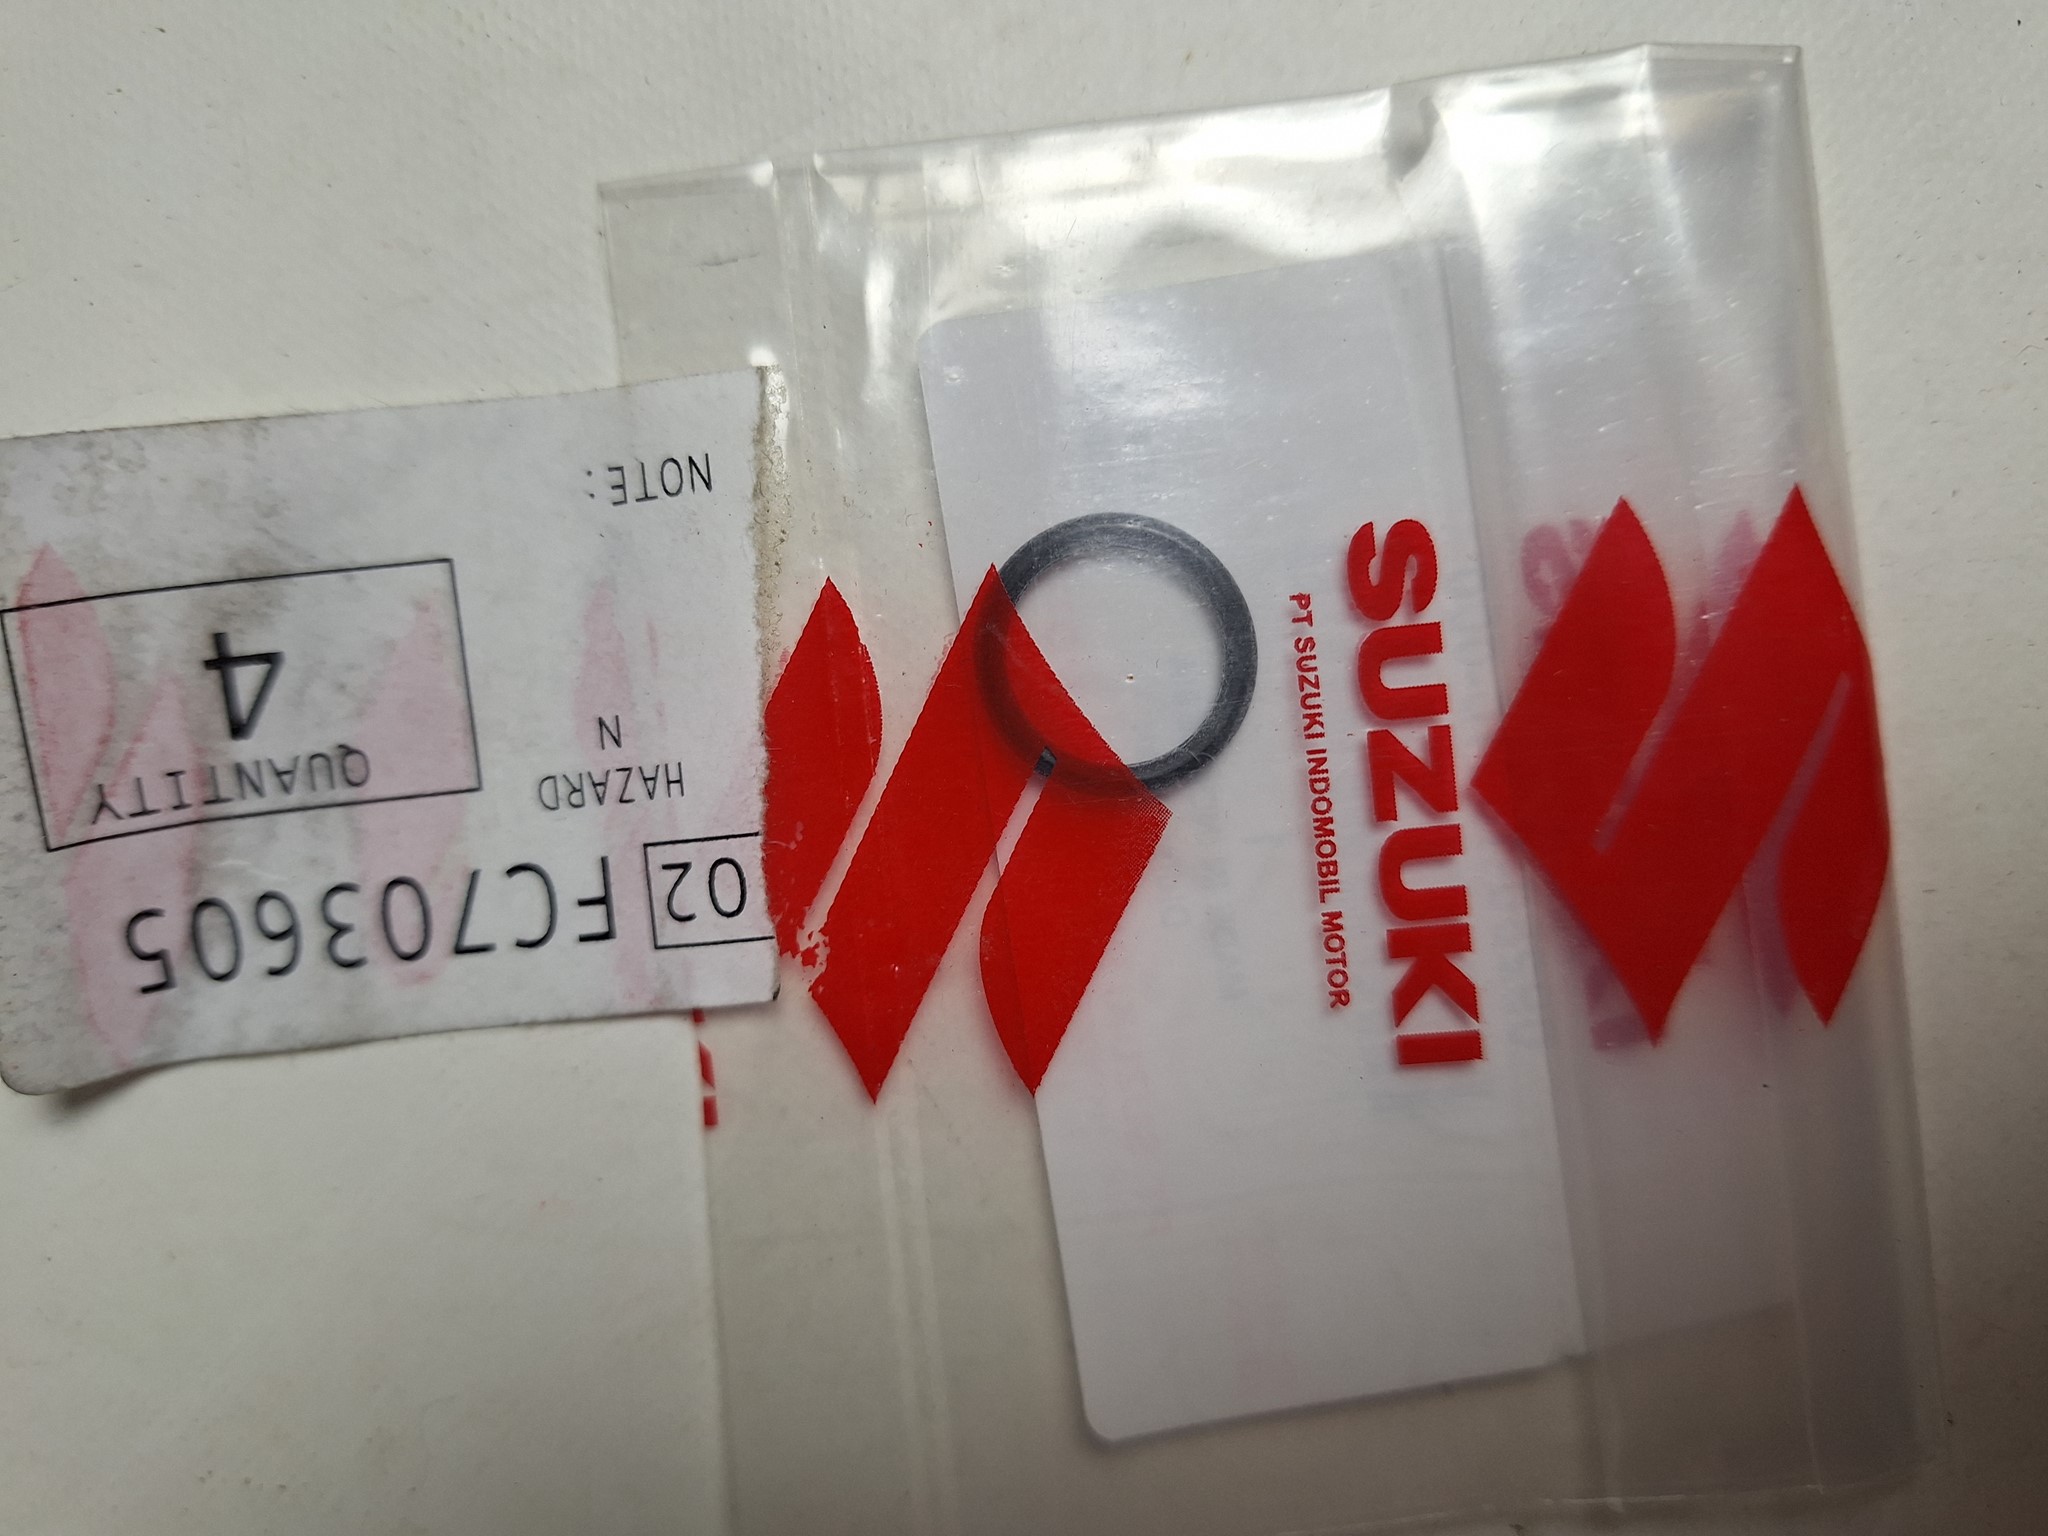 NOTE:
QUANTITY
4
HAZARD
N
02 FC703605
SUZUKI
PT SUZUKI INDOMOBIL MOTOR